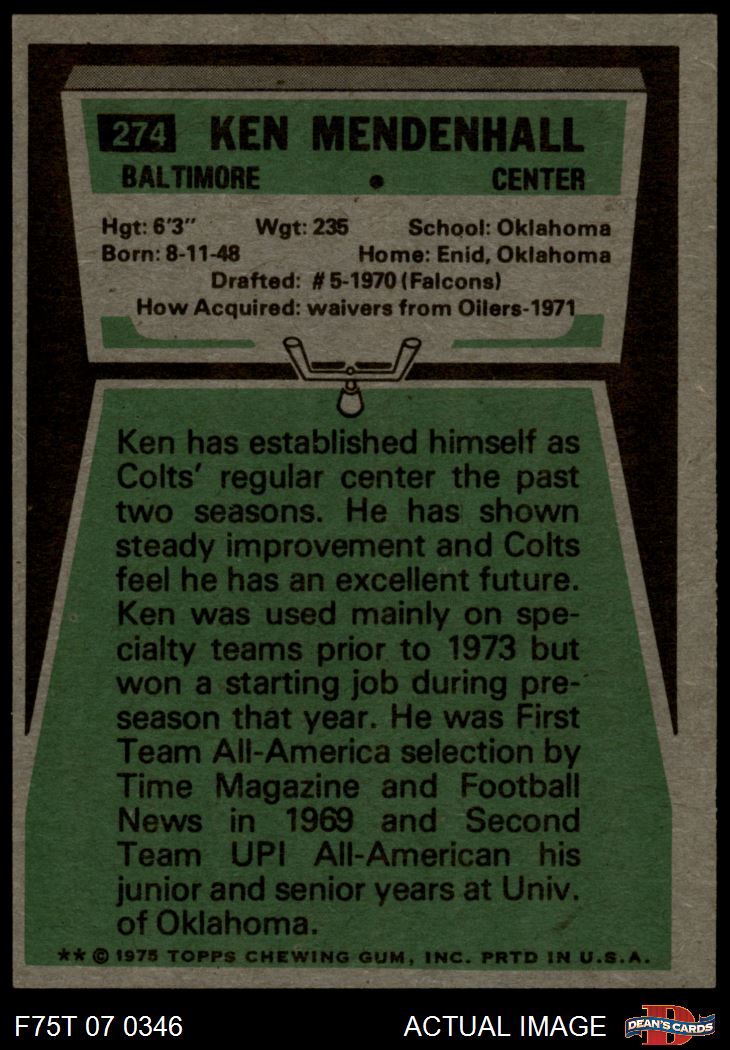 274 KEN MENDENHALL
BALTIMORE • CENTER
Hgt: 6'3" Wgt: 235 School: Oklahoma
Born: 8-11-48 Home: Enid, Oklahoma
Drafted: #5-1970 (Falcons)
How Acquired: waivers from Oilers-1971
Ken has established himself as
Colts' regular center the past
two seasons. He has shown
steady improvement and Colts
feel he has an excellent future.
Ken was used mainly on spe-
cialty teams prior to 1973 but
won a starting job during pre-
season that year. He was First
Team All-America selection by
Time Magazine and Football
News in 1969 and Second
Team UPI All-American his
junior and senior years at Univ.
of Oklahoma.
** © 1975 TOPPS CHEWING GUM, INC. PRTD IN U.S.A.
F75T 07 0346 ACTUAL IMAGE D DEAN'S CARDS